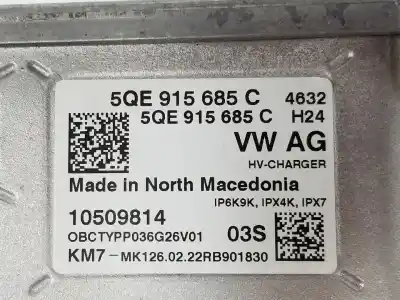 5QE 915 685 C 4632
5QE 915 685 C H24
VW AG
HV-CHARGER
Made in North Macedonia
IP6K9K, IPX4K, IPX7
10509814
OBCTYPP036G26V01 03S
KM7-MK126.02.22RB901830